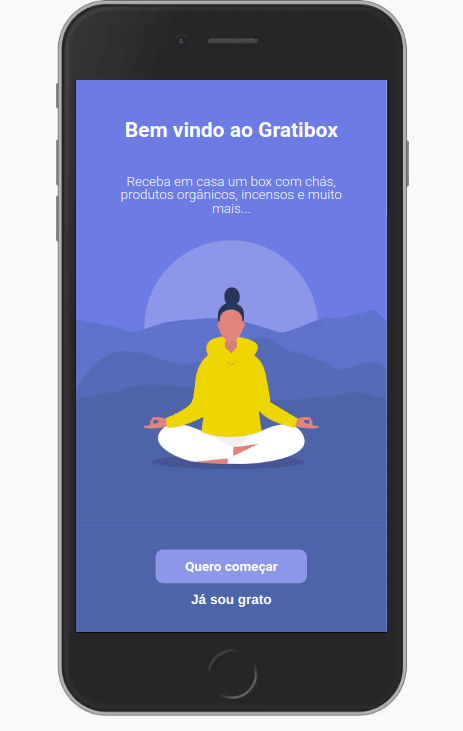 Bem vindo ao Gratibox
Receba em casa um box com chás,
produtos orgânicos, incensos e muito
mais...
Quero começar
Já sou grato